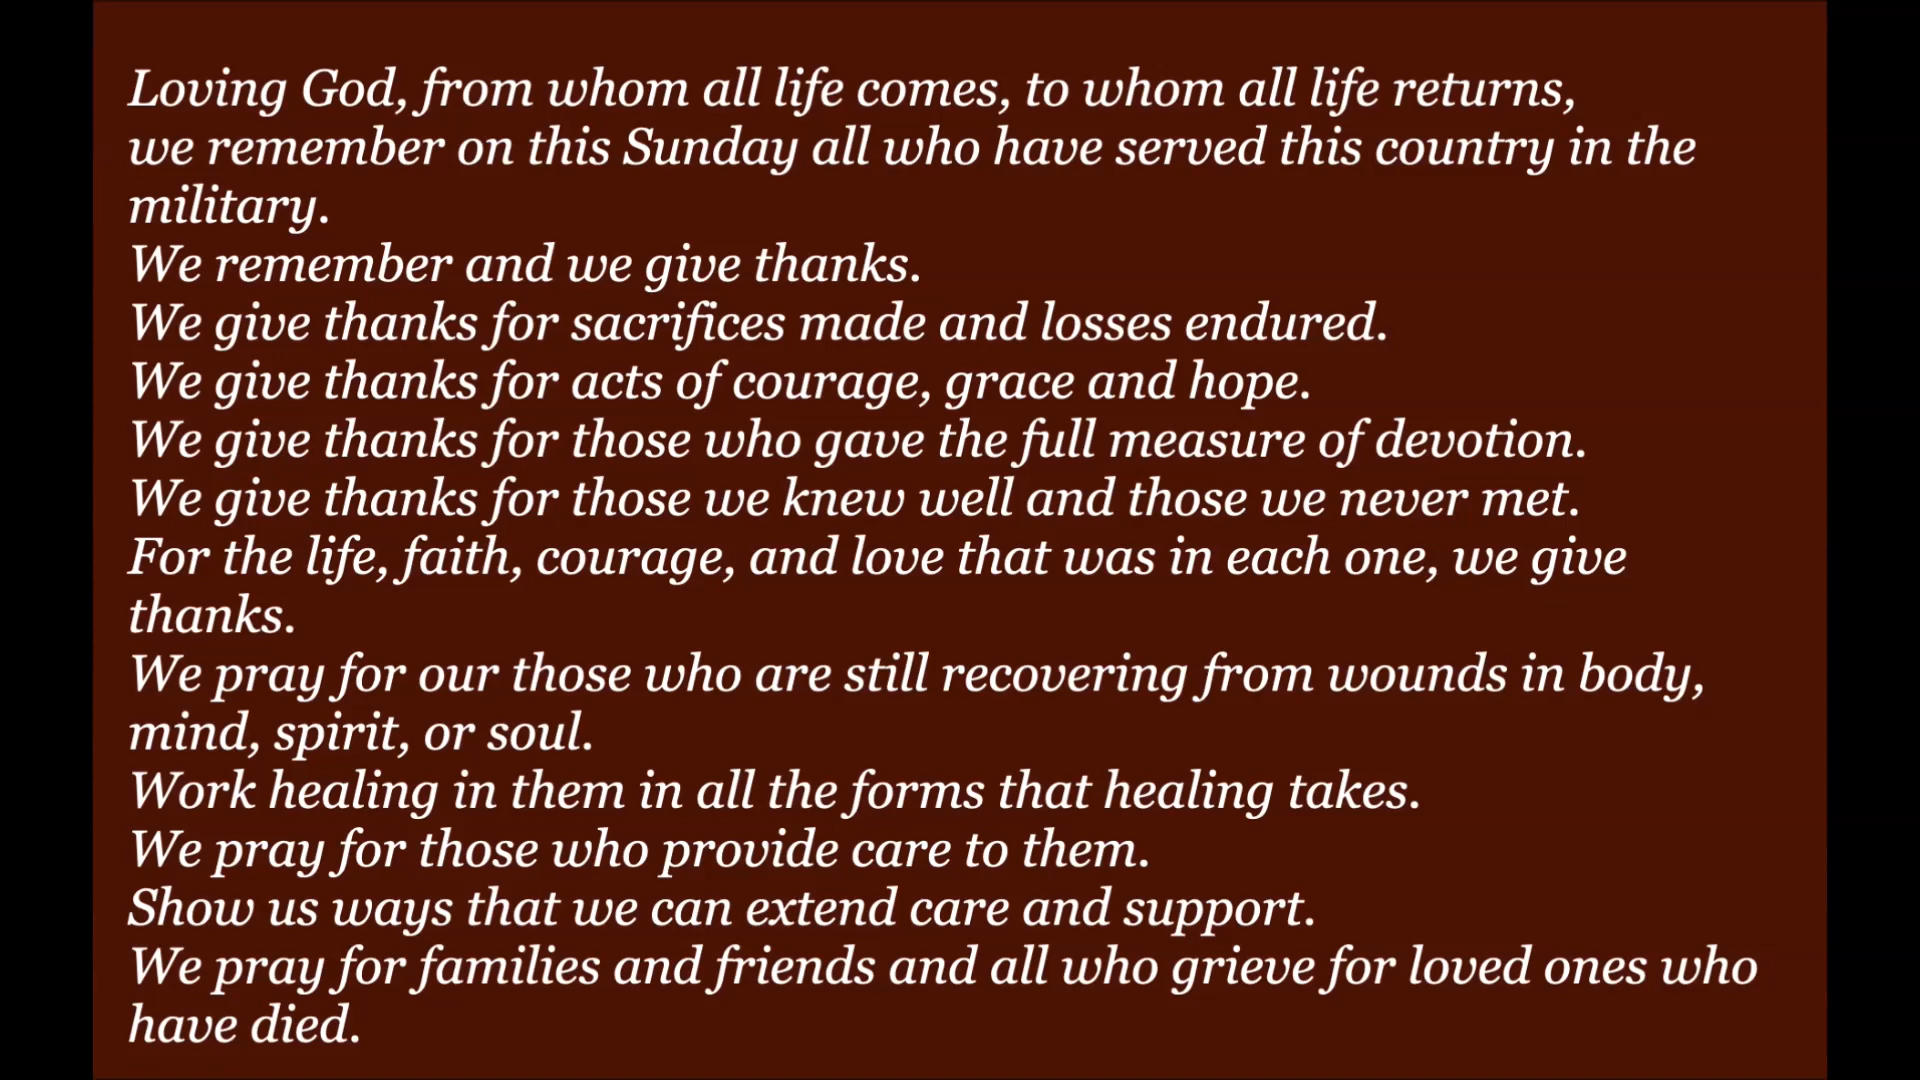 Loving God, from whom all life comes, to whom all life returns,
we remember on this Sunday all who have served this country in the
military.
We remember and we give thanks.
We give thanks for sacrifices made and losses endured.
We give thanks for acts of courage, grace and hope.
We give thanks for those who gave the full measure of devotion.
We give thanks for those we knew well and those we never met.
For the life, faith, courage, and love that was in each one, we give
thanks.
We pray for our those who are still recovering from wounds in body,
mind, spirit, or soul.
Work healing in them in all the forms that healing takes.
We pray for those who provide care to them.
Show us ways that we can extend care and support.
We pray for families and friends and all who grieve for loved ones who
have died.